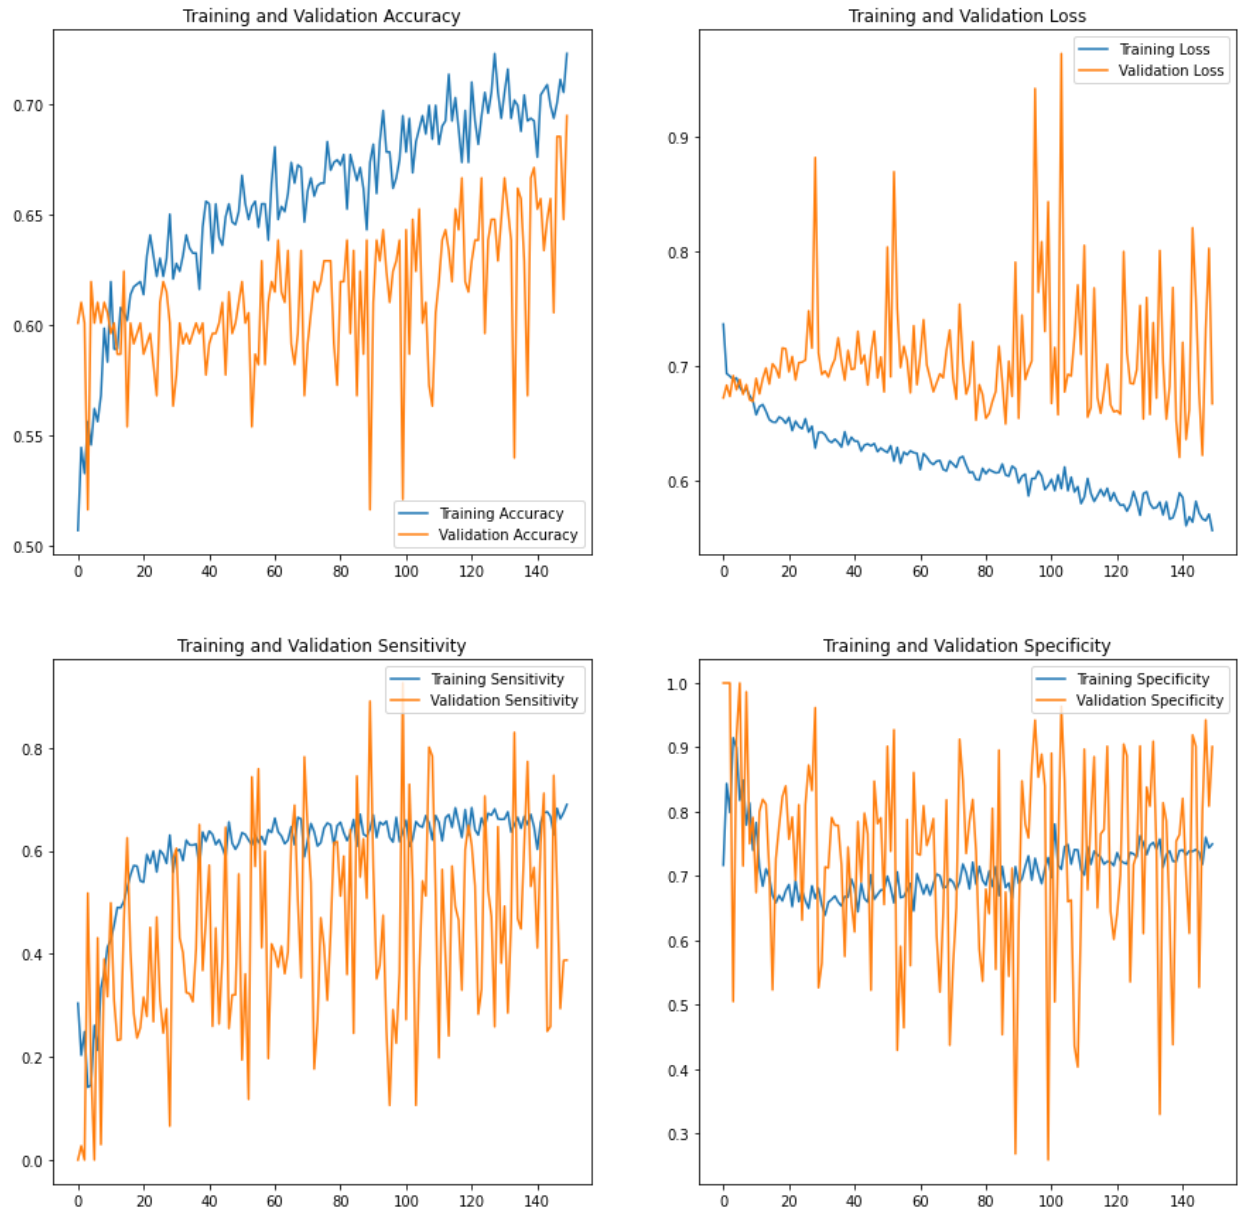 Training and Validation Accuracy
0.70
0.65
0.60
0.55
0.50
Training Accuracy
Validation Accuracy
0 20 40 60 80 100 120 140
Training and Validation Loss
0.9
0.8
0.7
0.6
Training Loss
Validation Loss
0 20 40 60 80 100 120 140
Training and Validation Sensitivity
0.8
0.6
0.4
0.2
0.0
Training Sensitivity
Validation Sensitivity
0 20 40 60 80 100 120 140
Training and Validation Specificity
1.0
0.9
0.8
0.7
0.6
0.5
0.4
0.3
Training Specificity
Validation Specificity
0 20 40 60 80 100 120 140